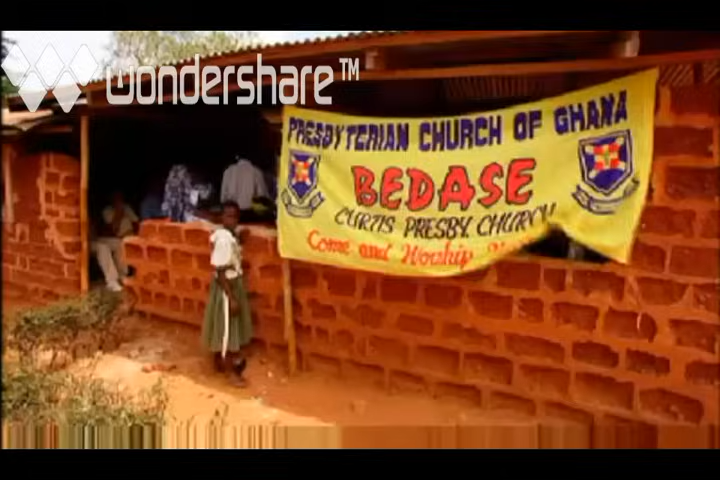 wondershare™
PRESBYTERIAN CHURCH OF GHANA
BEDASE
CURTIS PRESBY. CHURCH
Come and Worship